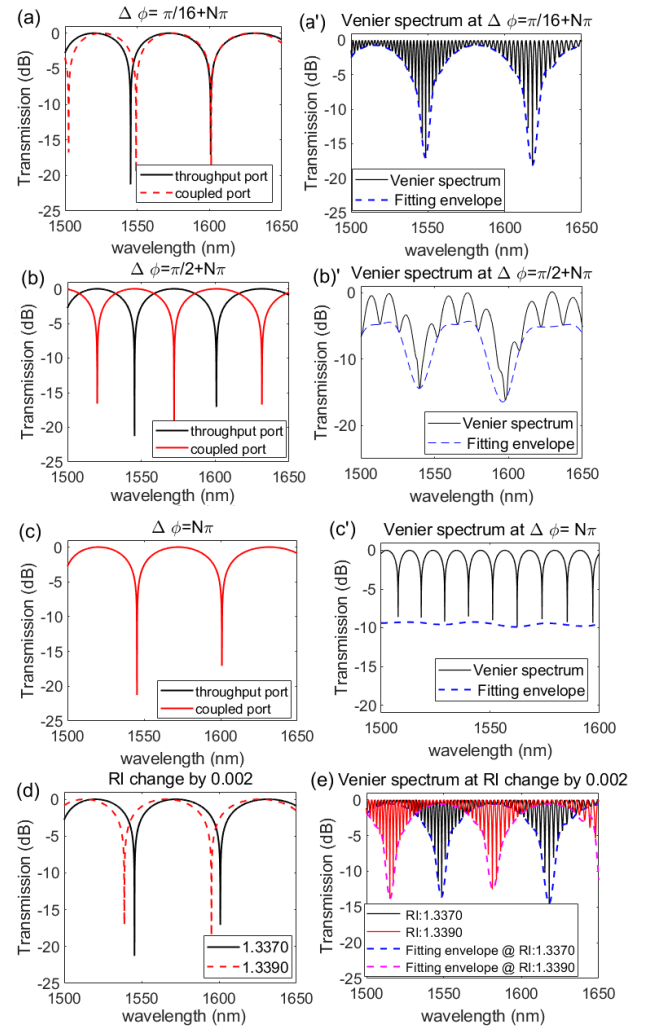 (a)
Δ ϕ= π/16+Nπ
Transmission (dB)
0
-5
-10
-15
-20
-25
throughput port
coupled port
1500
1550
1600
1650
wavelength (nm)
(a')
Venier spectrum at Δ ϕ=π/16+Nπ
Transmission (dB)
0
-5
-10
-15
-20
-25
Venier spectrum
Fitting envelope
1500
1550
1600
1650
wavelength (nm)
(b)
Δ ϕ=π/2+Nπ
Transmission (dB)
0
-5
-10
-15
-20
-25
throughput port
coupled port
1500
1550
1600
1650
wavelength (nm)
(b)'
Venier spectrum at Δ ϕ=π/2+Nπ
Transmission (dB)
0
-10
-20
Venier spectrum
Fitting envelope
1500
1550
1600
1650
wavelength (nm)
(c)
Δ ϕ=Nπ
Transmission (dB)
0
-5
-10
-15
-20
-25
throughput port
coupled port
1500
1550
1600
1650
wavelength (nm)
(c')
Venier spectrum at Δ ϕ= Nπ
Transmission (dB)
0
-5
-10
-15
-20
Venier spectrum
Fitting envelope
1500
1550
1600
wavelength (nm)
(d)
RI change by 0.002
Transmission (dB)
0
-5
-10
-15
-20
-25
1.3370
1.3390
1500
1550
1600
1650
wavelength (nm)
(e)
Venier spectrum at RI change by 0.002
Transmission (dB)
0
-5
-10
-15
-20
-25
RI:1.3370
RI:1.3390
Fitting envelope @ RI:1.3370
Fitting envelope @ RI:1.3390
1500
1550
1600
1650
wavelength (nm)